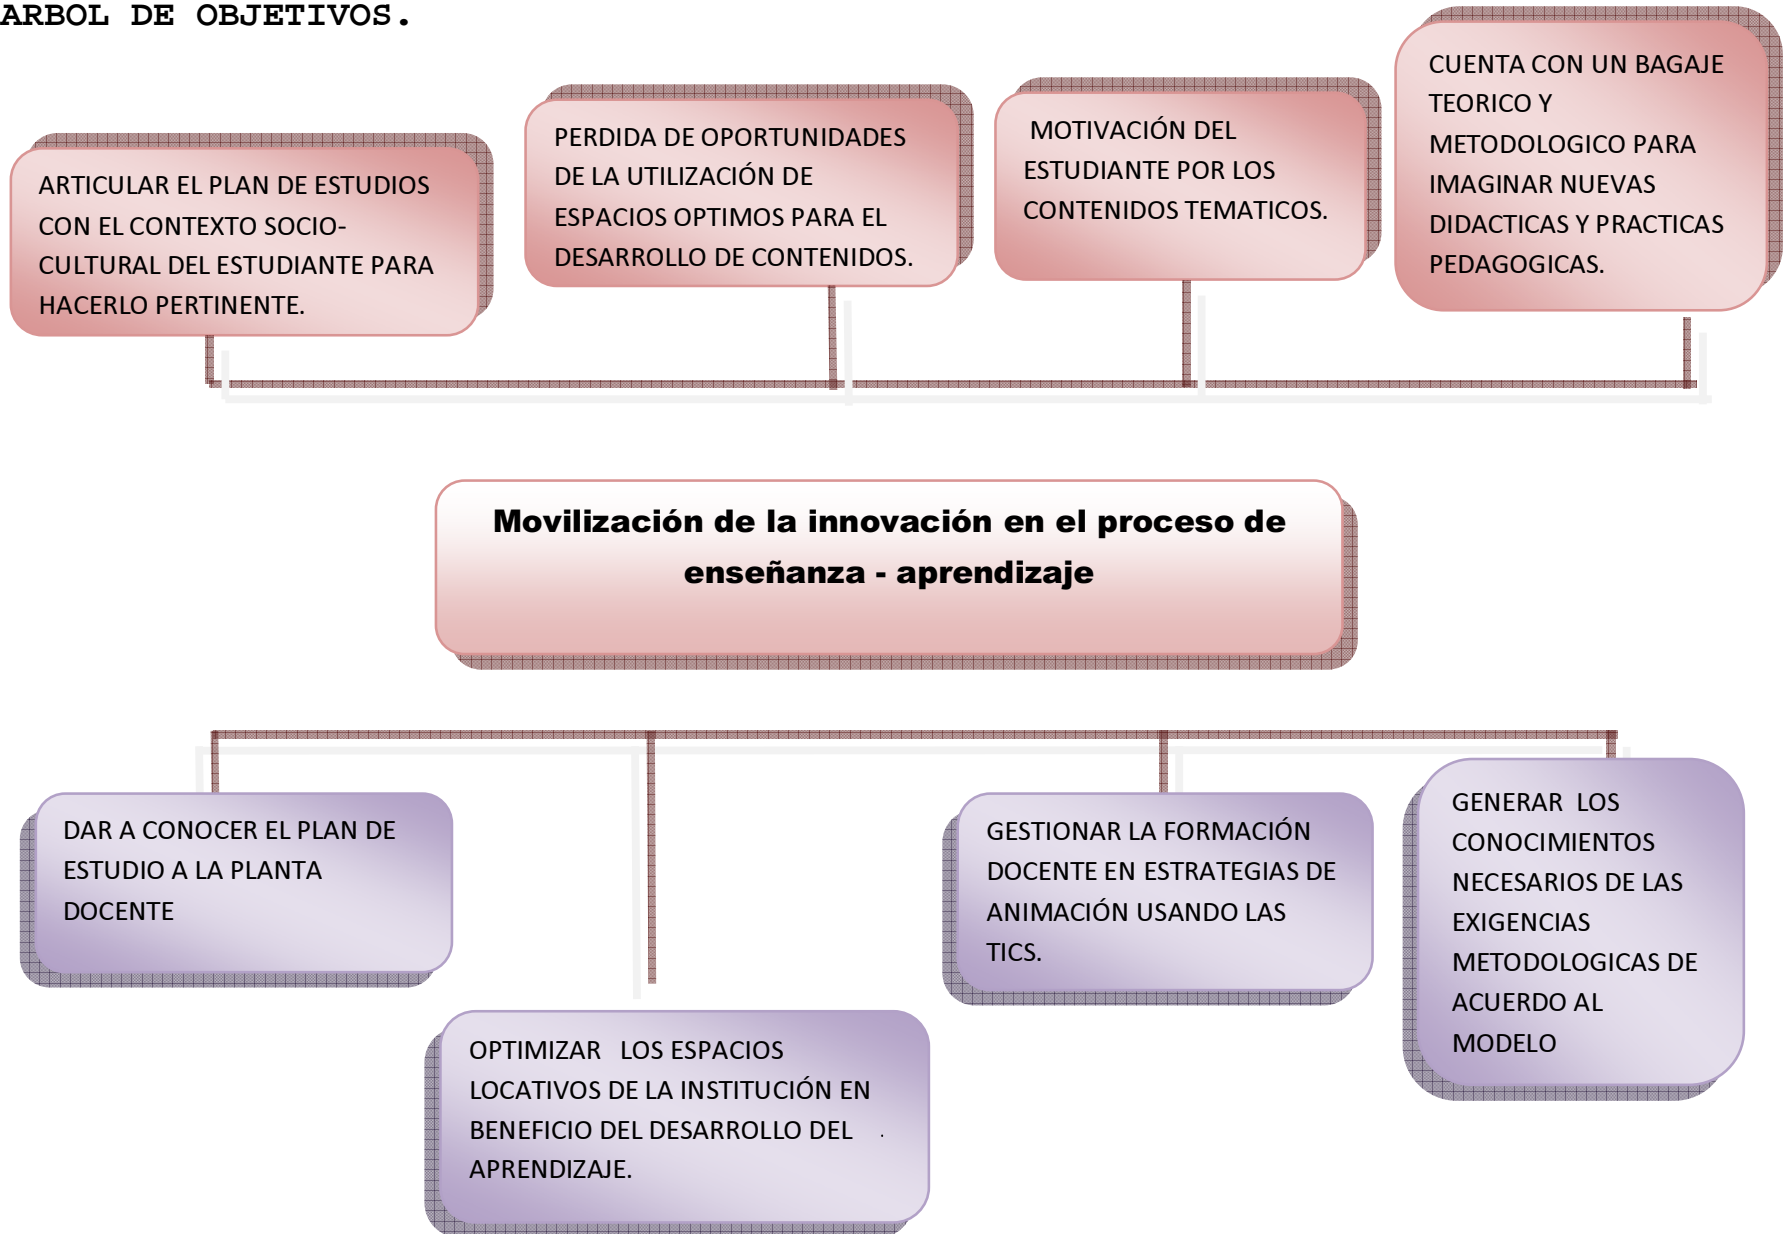 ARBOL DE OBJETIVOS.
ARTICULAR EL PLAN DE ESTUDIOS
CON EL CONTEXTO SOCIO-
CULTURAL DEL ESTUDIANTE PARA
HACERLO PERTINENTE.
PERDIDA DE OPORTUNIDADES
DE LA UTILIZACIÓN DE
ESPACIOS OPTIMOS PARA EL
DESARROLLO DE CONTENIDOS.
MOTIVACIÓN DEL
ESTUDIANTE POR LOS
CONTENIDOS TEMATICOS.
CUENTA CON UN BAGAJE
TEORICO Y
METODOLOGICO PARA
IMAGINAR NUEVAS
DIDACTICAS Y PRACTICAS
PEDAGOGICAS.
Movilización de la innovación en el proceso de
enseñanza - aprendizaje
DAR A CONOCER EL PLAN DE
ESTUDIO A LA PLANTA
DOCENTE
OPTIMIZAR LOS ESPACIOS
LOCATIVOS DE LA INSTITUCIÓN EN
BENEFICIO DEL DESARROLLO DEL .
APRENDIZAJE.
GESTIONAR LA FORMACIÓN
DOCENTE EN ESTRATEGIAS DE
ANIMACIÓN USANDO LAS
TICS.
GENERAR LOS
CONOCIMIENTOS
NECESARIOS DE LAS
EXIGENCIAS
METODOLOGICAS DE
ACUERDO AL
MODELO